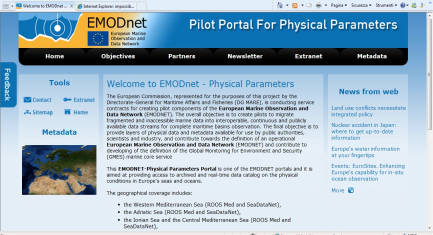 Welcome to EMODnet ...
Internet Explorer: impossibi...
Pagina
Sicurezza
Strumenti
EMODnet
European Marine
Observation and
Data Network
Pilot Portal For Physical Parameters
Home
Objectives
Partners
Newsletter
Extranet
Metadata
Feedback
Tools
Contact
Extranet
Sitemap
Home
Metadata
Welcome to EMODnet - Physical Parameters
The European Commission, represented for the purposes of this project by the
Directorate-General for Maritime Affairs and Fisheries (DG MARE), is conducting service
contracts for creating pilot components of the European Marine Observation and
Data Network (EMODNET). The overall objective is to create pilots to migrate
fragmented and inaccessible marine data into interoperable, continuous and publicly
available data streams for complete maritime basins observation. The final objective is to
provide layers of physical data and metadata available for use by public authorities,
scientists and industry, and contribute towards the definition of an operational
European Marine Observation and Data Network (EMODNET) and contribute to
developing of the definition of the Global Monitoring for Environment and Security
(GMES) marine core service
This EMODNET-Physical Parameters Portal is one of the EMODNET portals and it is
aimed at providing access to archived and real-time data catalog on the physical
conditions in Europe's seas and oceans.
The geographical coverage includes:
• the Western Mediterranean Sea (ROOS Med and SeaDataNet),
• the Adriatic Sea (ROOS Med and SeaDataNet),
• the Ionian Sea and the Central Mediterranean Sea (ROOS Med and
SeaDataNet),
News from web
Land use conflicts necessitate
integrated policy
Nuclear accident in Japan:
where to get up-to-date
information
Europe's water information
at your fingertips
Events: EuroSites, Enhancing
Europe's capability for in-situ
ocean observation
More